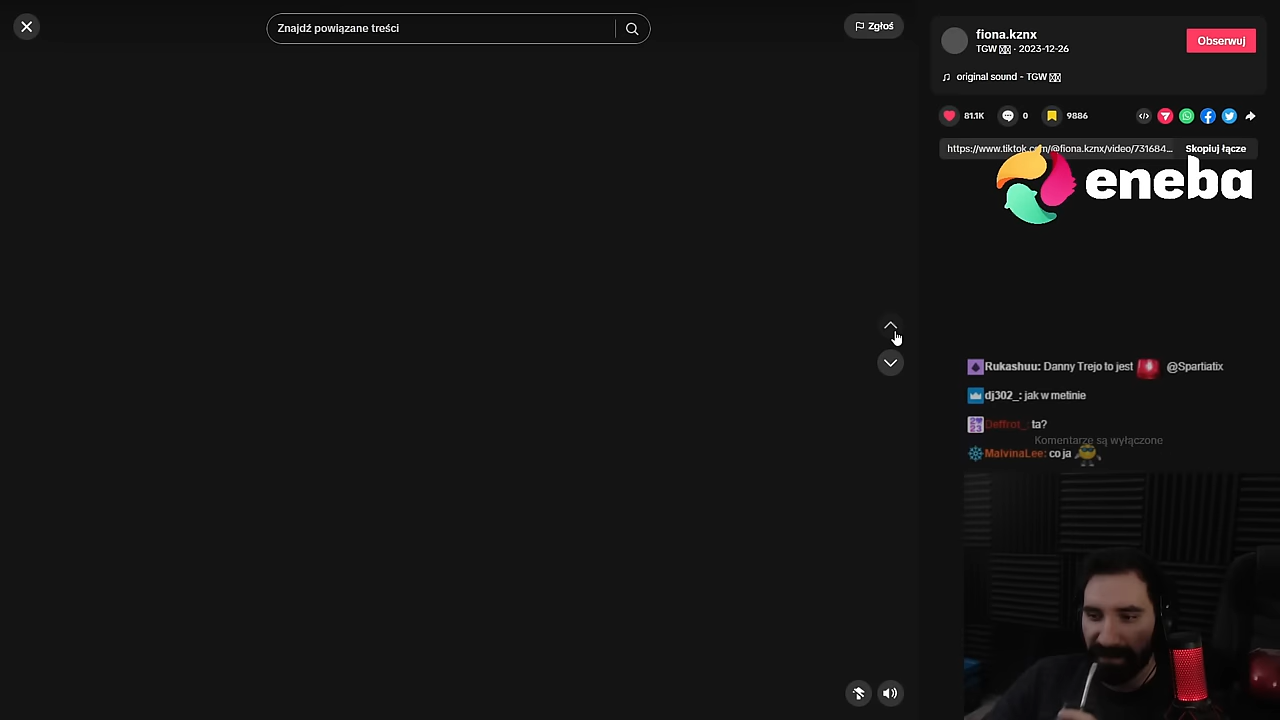 Znajdź powiązane treści
Zgłoś
fiona.kznx
TGW · 2023-12-26
Obserwuj
original sound - TGW
81.1K
0
9886
https://www.tiktok.com/@fiona.kznx/video/731684...
Skopiuj łącze
eneba
Rukashuu: Danny Trejo to jest @Spartiatix
dj302_: jak w metinie
Deffrot_: ta?
Komentarze są wyłączone
MalvinaLee: co ja